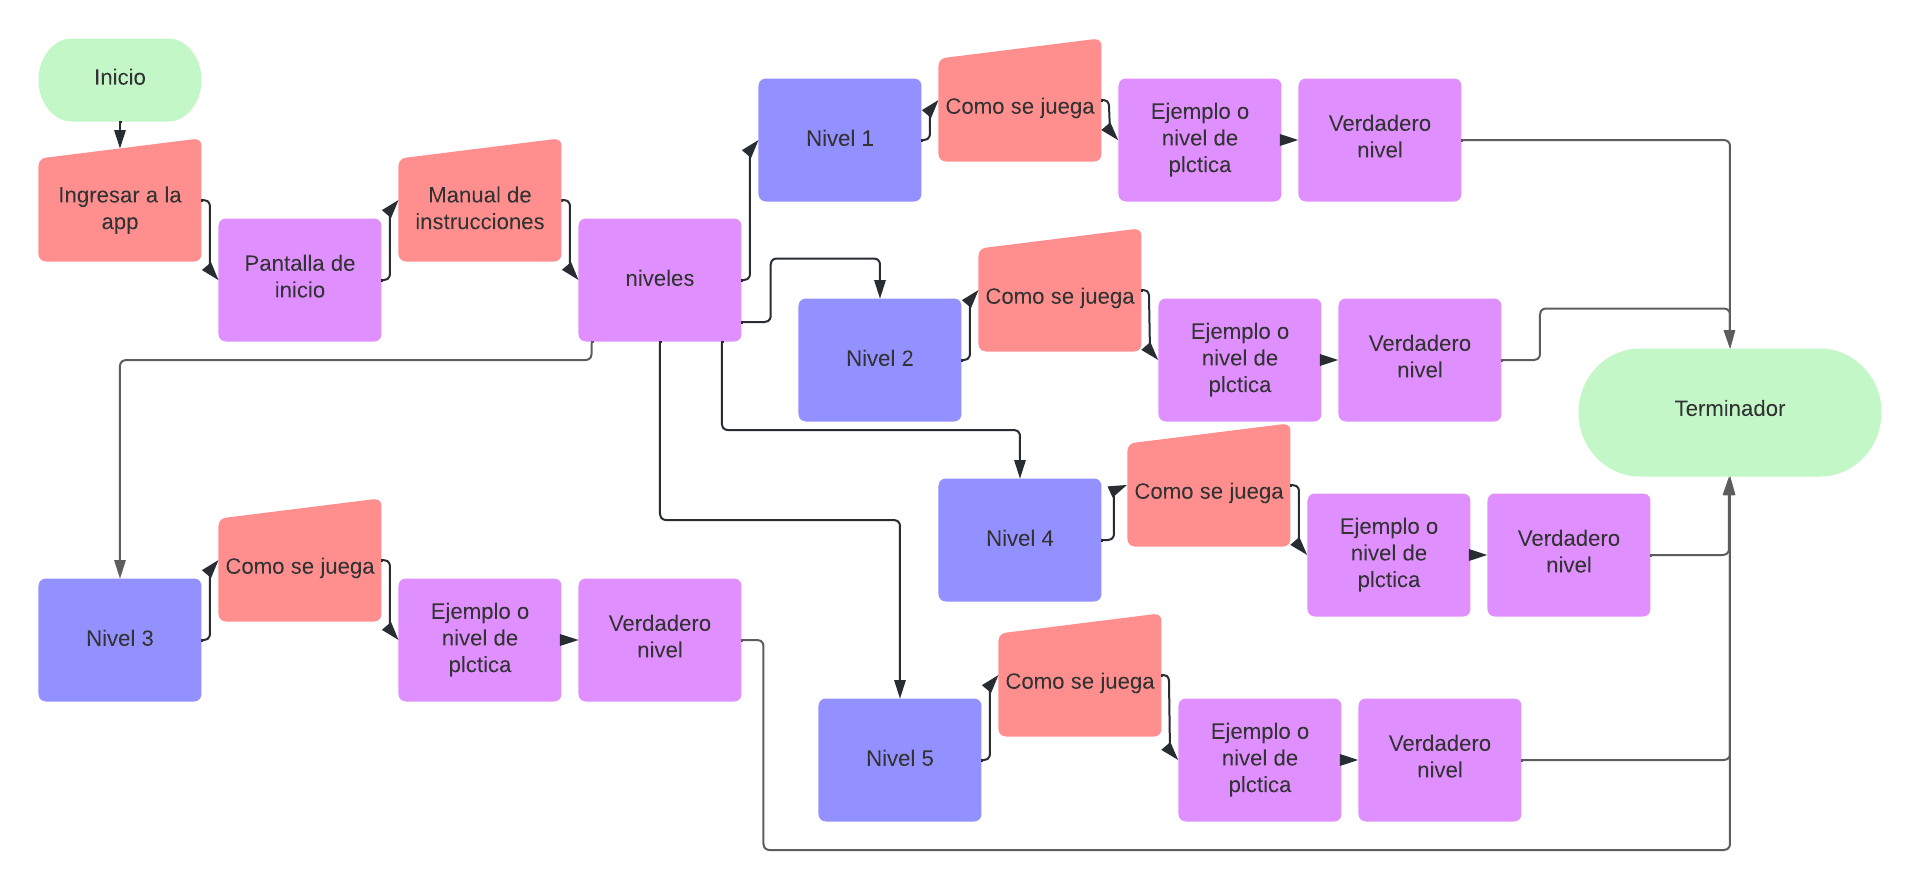 Inicio
Ingresar a la
app
Pantalla de
inicio
Manual de
instrucciones
niveles
Nivel 1
Como se juega
Ejemplo o
nivel de
plctica
Verdadero
nivel
Nivel 2
Como se juega
Ejemplo o
nivel de
plctica
Verdadero
nivel
Terminador
Nivel 4
Como se juega
Ejemplo o
nivel de
plctica
Verdadero
nivel
Nivel 3
Como se juega
Ejemplo o
nivel de
plctica
Verdadero
nivel
Nivel 5
Como se juega
Ejemplo o
nivel de
plctica
Verdadero
nivel